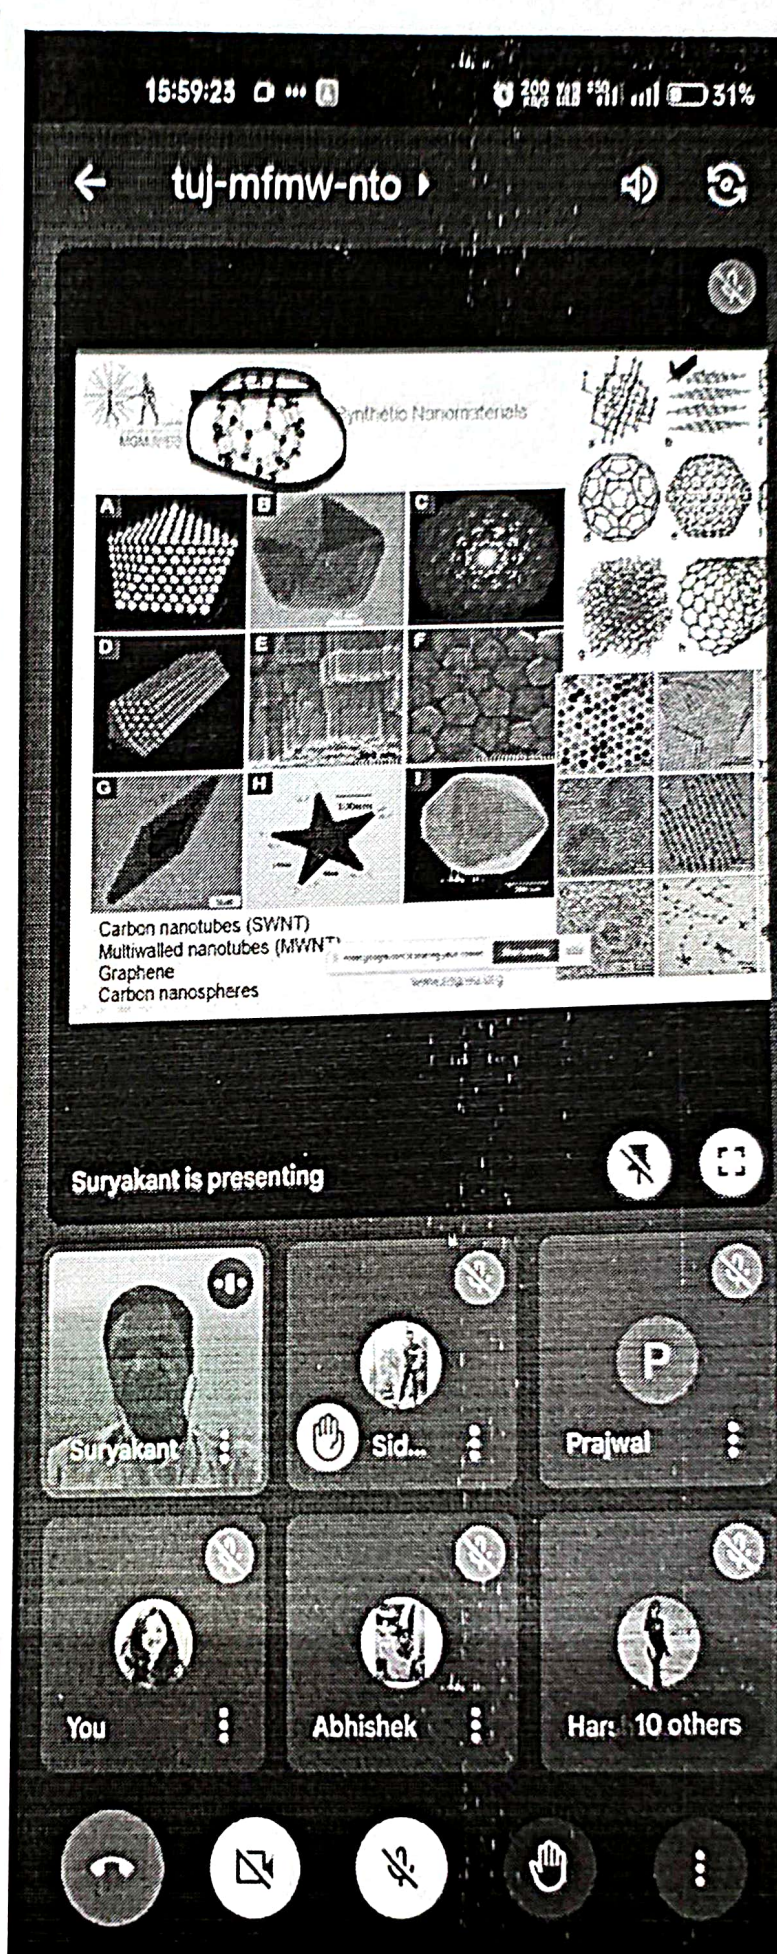 15:59:23
31%
tuj-mfmw-nto
Synthetic Nanomaterials
A
B
C
D
E
F
G
H
I
Carbon nanotubes (SWNT)
Multiwalled nanotubes (MWNT)
Graphene
Carbon nanospheres
Suryakant is presenting
Suryakant
Sid...
P
Prajwal
You
Abhishek
Hars 10 others